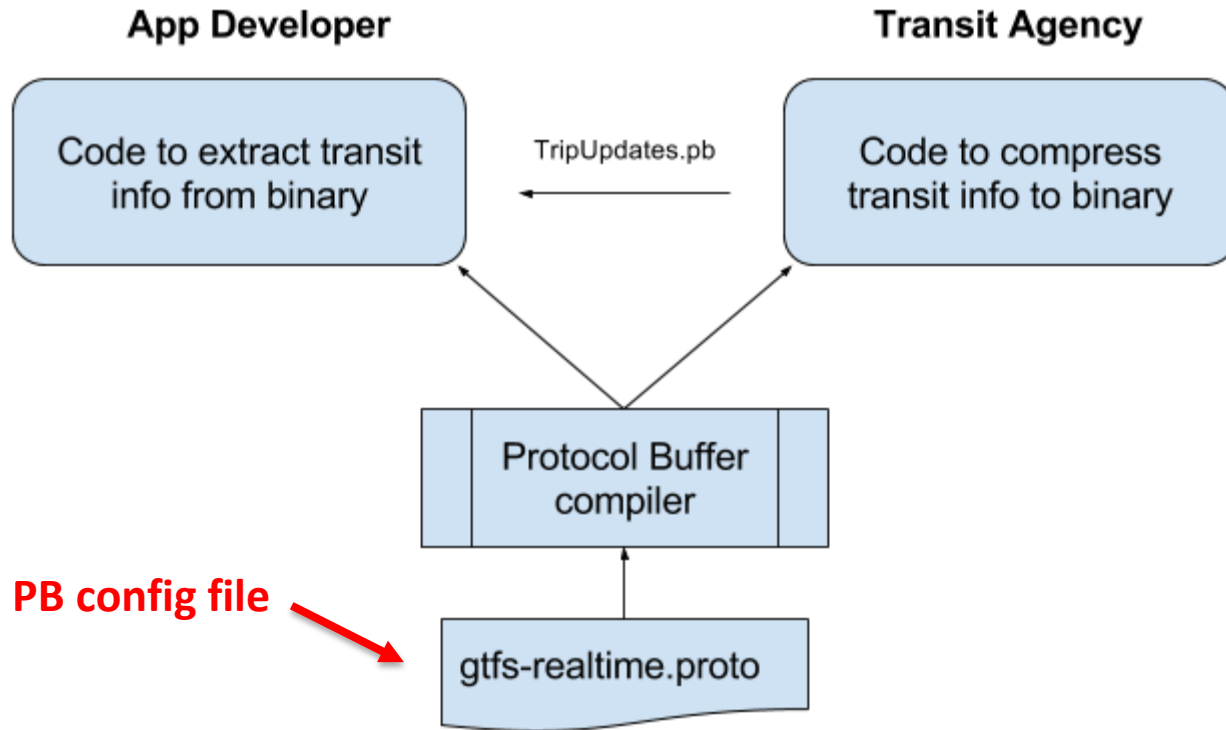 App Developer
Transit Agency
Code to extract transit
info from binary
TripUpdates.pb
Code to compress
transit info to binary
Protocol Buffer
compiler
PB config file
gtfs-realtime.proto